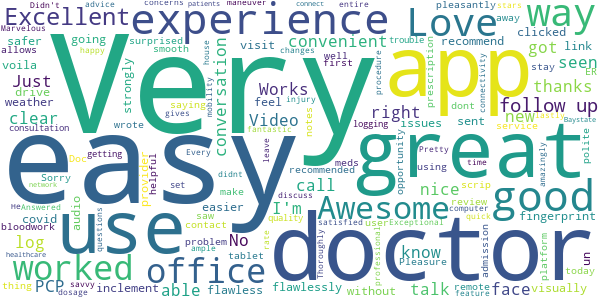 Didn't advice
concerns patients maneuver
connect entire
Marvelous
Excellent experience Love way
stars
happy house
pleasantly
safer going surprised smooth visit convenient recommend away clicked
allows changes trouble got link seen
voila
strongly
Very app
Just drive
weather
conversation
saying well first procedure
prescription
stay ER
connectivity
gives mobility
Works feel injury right dont thanks follow up
clear
wrote
consultation
Video
logging issues sent new service lastly
fantastic
notes
easy great
Every Doc
getting
provider
helpful
leave
recommended
opportunity
meds Pretty time Baystate
using
amazingly
polite
Sorry
network
set didnt discuss
call nice scrip
He Answered
make review
covid easier I'm Awesome computer good
bloodwork saw quality user Exceptional quick fingerprint
use
audio
questions
contact
satisfied
professional
doctor
log problem ample No
rate
Thoroughly
know
Pleasure
platform
admission
un
healthcare
worked office tablet
today
thing PCP inclement able flawless flawlessly without talk remote face visually
dosage savvy feature